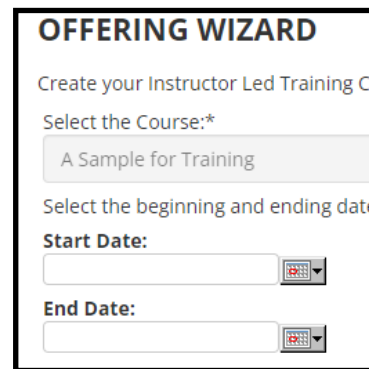 OFFERING WIZARD
Create your Instructor Led Training
Select the Course:*
A Sample for Training
Select the beginning and ending
Start Date:
End Date: